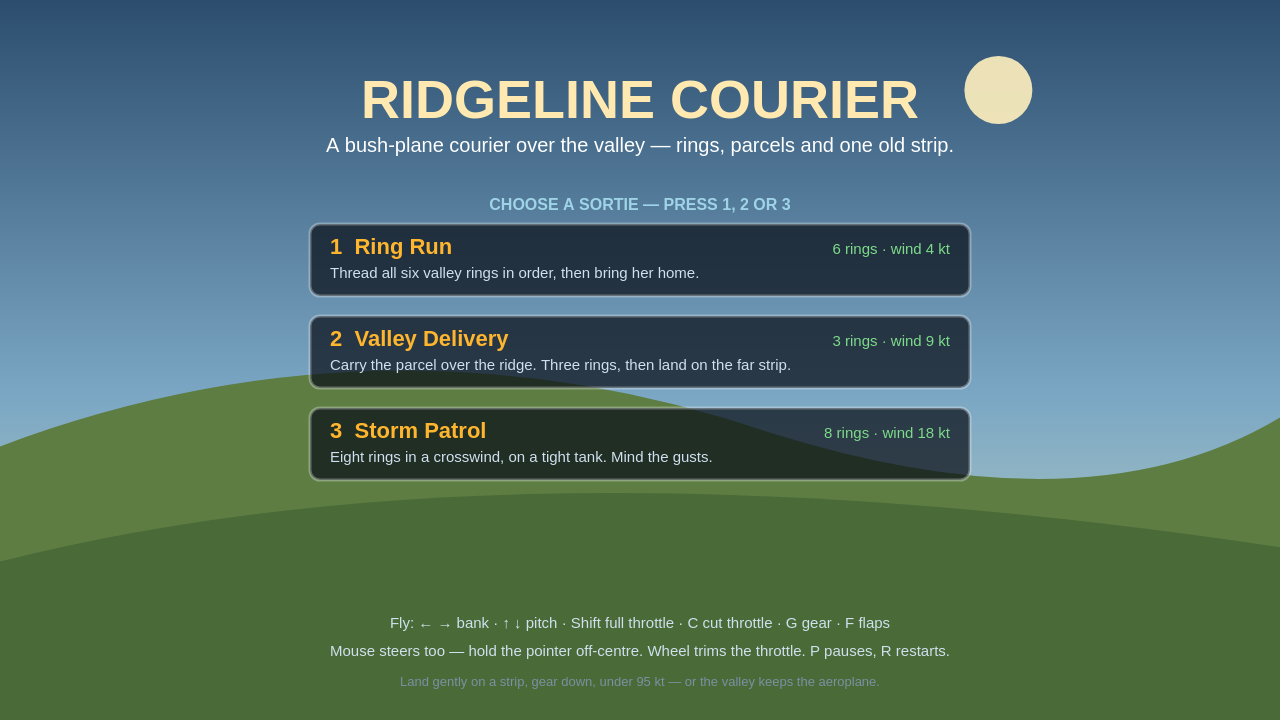 RIDGELINE COURIER
A bush-plane courier over the valley — rings, parcels and one old strip.
CHOOSE A SORTIE — PRESS 1, 2 OR 3
1 Ring Run
6 rings · wind 4 kt
Thread all six valley rings in order, then bring her home.
2 Valley Delivery
3 rings · wind 9 kt
Carry the parcel over the ridge. Three rings, then land on the far strip.
3 Storm Patrol
8 rings · wind 18 kt
Eight rings in a crosswind, on a tight tank. Mind the gusts.
Fly: ← → bank · ↑ ↓ pitch · Shift full throttle · C cut throttle · G gear · F flaps
Mouse steers too — hold the pointer off-centre. Wheel trims the throttle. P pauses, R restarts.
Land gently on a strip, gear down, under 95 kt — or the valley keeps the aeroplane.